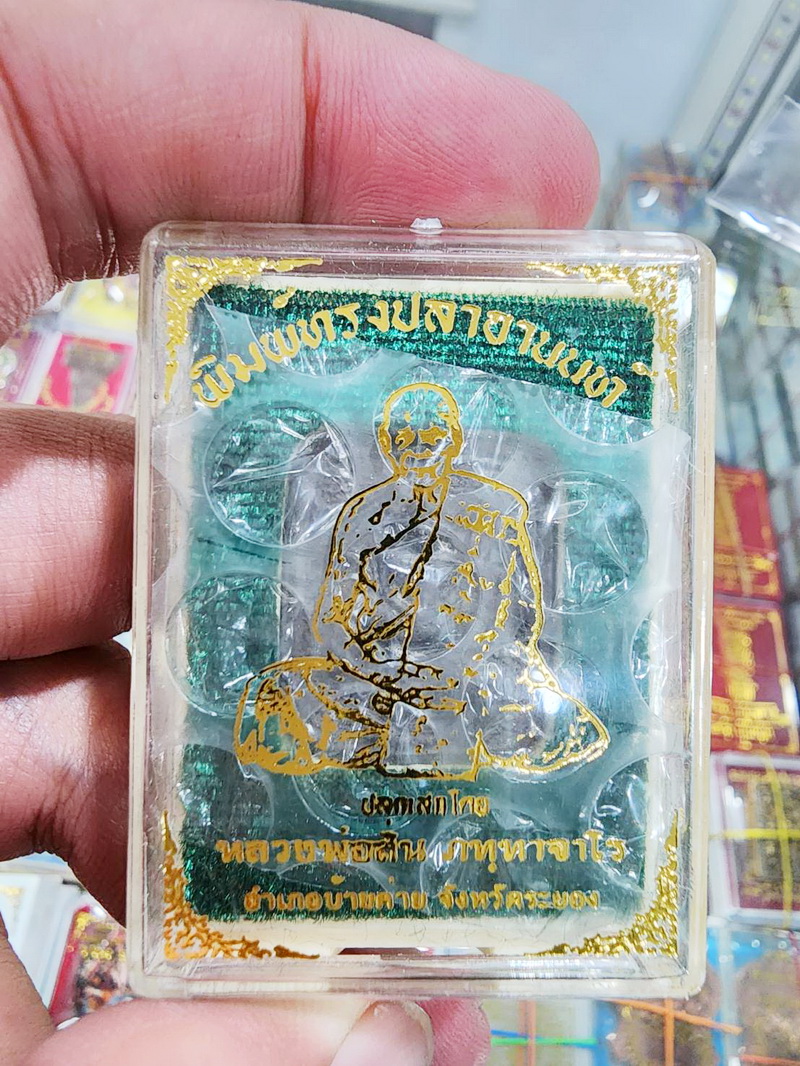 พิมพ์ทรงปลาอานนท์
ปลุกเสกโดย
หลวงพ่อสิน ภทฺทาจาโร
อำเภอบ้านค่าย จังหวัดระยอง